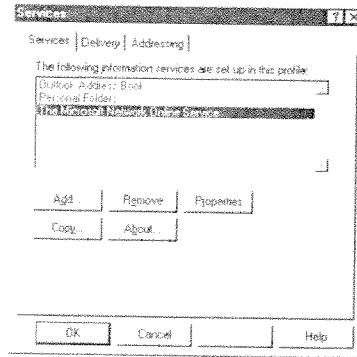 Services
Services Delivery Addressing
The following information services are set up in this profile:
Outlook Address Book
Personal Folders
The Microsoft Network Online Service
Add... Remove Properties
Copy... About...
OK Cancel Help